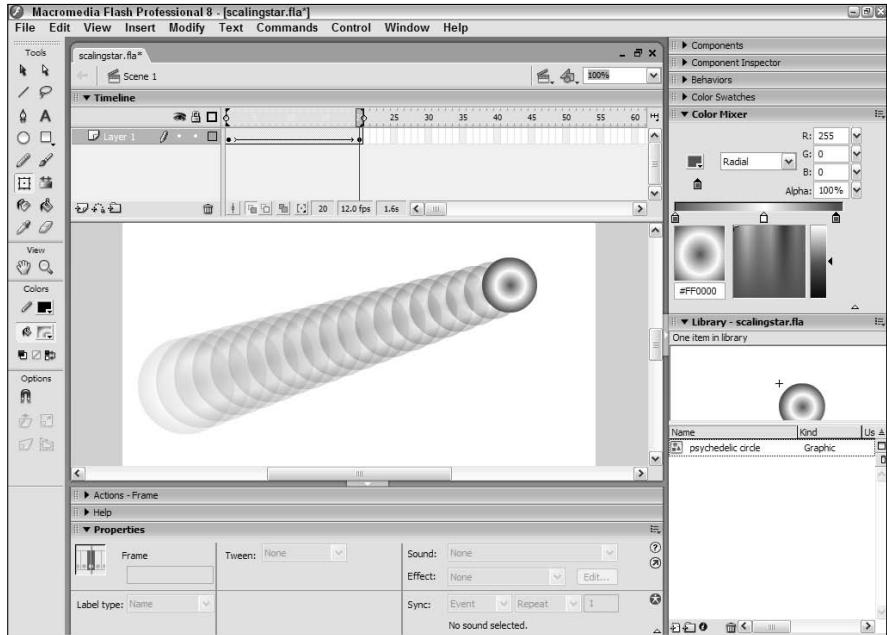 Macromedia Flash Professional 8 - [scalingstar.fla*]
File Edit View Insert Modify Text Commands Control Window Help
Tools
View
Colors
Options
scalingstar.fla*
Scene 1
100%
▼ Timeline
25 30 35 40 45 50 55 60
Layer 1
20 12.0 fps 1.6s
▶ Actions - Frame
▶ Help
▼ Properties
Frame
Tween: None
Sound: None
Effect: None Edit...
Label type: Name
Sync: Event Repeat 1
No sound selected.
▶ Components
▶ Component Inspector
▶ Behaviors
▶ Color Swatches
▼ Color Mixer
R: 255
Radial
G: 0
B: 0
Alpha: 100%
#FF0000
▼ Library - scalingstar.fla
One item in library
Name Kind Us
psychedelic circle Graphic